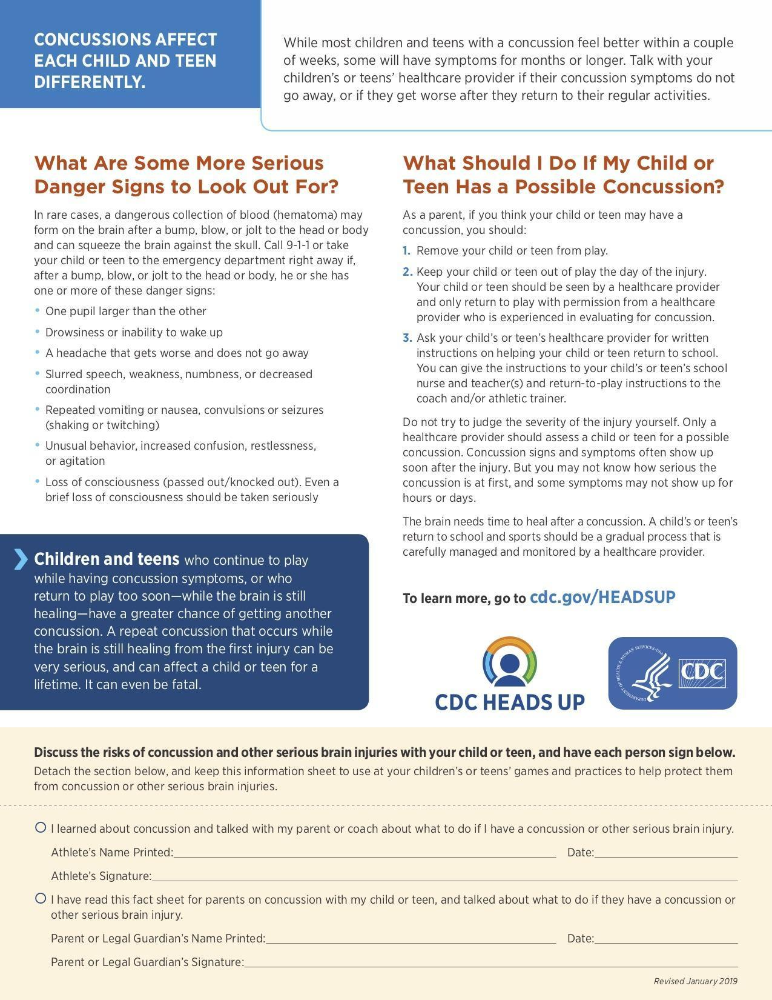 CONCUSSIONS AFFECT
EACH CHILD AND TEEN
DIFFERENTLY.
While most children and teens with a concussion feel better within a couple
of weeks, some will have symptoms for months or longer. Talk with your
children’s or teens’ healthcare provider if their concussion symptoms do not
go away, or if they get worse after they return to their regular activities.
What Are Some More Serious
Danger Signs to Look Out For?
In rare cases, a dangerous collection of blood (hematoma) may
form on the brain after a bump, blow, or jolt to the head or body
and can squeeze the brain against the skull. Call 9-1-1 or take
your child or teen to the emergency department right away if,
after a bump, blow, or jolt to the head or body, he or she has
one or more of these danger signs:
• One pupil larger than the other
• Drowsiness or inability to wake up
• A headache that gets worse and does not go away
• Slurred speech, weakness, numbness, or decreased
coordination
• Repeated vomiting or nausea, convulsions or seizures
(shaking or twitching)
• Unusual behavior, increased confusion, restlessness,
or agitation
• Loss of consciousness (passed out/knocked out). Even a
brief loss of consciousness should be taken seriously
Children and teens who continue to play
while having concussion symptoms, or who
return to play too soon—while the brain is still
healing—have a greater chance of getting another
concussion. A repeat concussion that occurs while
the brain is still healing from the first injury can be
very serious, and can affect a child or teen for a
lifetime. It can even be fatal.
What Should I Do If My Child or
Teen Has a Possible Concussion?
As a parent, if you think your child or teen may have a
concussion, you should:
1. Remove your child or teen from play.
2. Keep your child or teen out of play the day of the injury.
Your child or teen should be seen by a healthcare provider
and only return to play with permission from a healthcare
provider who is experienced in evaluating for concussion.
3. Ask your child’s or teen’s healthcare provider for written
instructions on helping your child or teen return to school.
You can give the instructions to your child’s or teen’s school
nurse and teacher(s) and return-to-play instructions to the
coach and/or athletic trainer.
Do not try to judge the severity of the injury yourself. Only a
healthcare provider should assess a child or teen for a possible
concussion. Concussion signs and symptoms often show up
soon after the injury. But you may not know how serious the
concussion is at first, and some symptoms may not show up for
hours or days.
The brain needs time to heal after a concussion. A child’s or teen’s
return to school and sports should be a gradual process that is
carefully managed and monitored by a healthcare provider.
To learn more, go to cdc.gov/HEADSUP
CDC HEADS UP
DEPARTMENT OF HEALTH & HUMAN SERVICES·USA
CDC
Discuss the risks of concussion and other serious brain injuries with your child or teen, and have each person sign below.
Detach the section below, and keep this information sheet to use at your children’s or teens’ games and practices to help protect them
from concussion or other serious brain injuries.
I learned about concussion and talked with my parent or coach about what to do if I have a concussion or other serious brain injury.
Athlete’s Name Printed: Date:
Athlete’s Signature:
I have read this fact sheet for parents on concussion with my child or teen, and talked about what to do if they have a concussion or
other serious brain injury.
Parent or Legal Guardian’s Name Printed: Date:
Parent or Legal Guardian’s Signature:
Revised January 2019